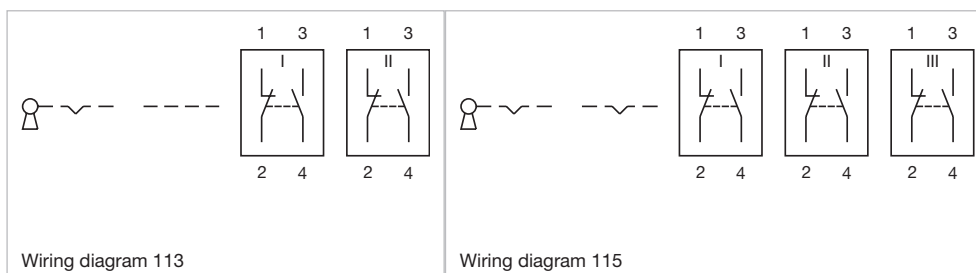 1 3 1 3
I II
2 4 2 4
Wiring diagram 113
1 3 1 3 1 3
I II III
2 4 2 4 2 4
Wiring diagram 115